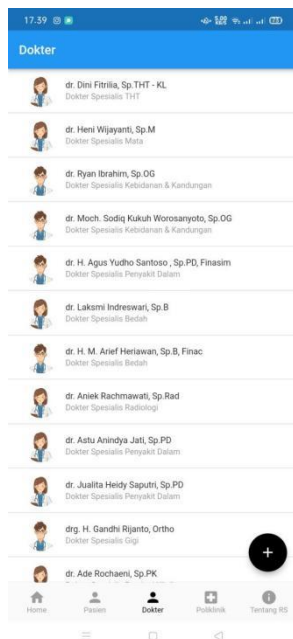 17.39
Dokter
dr. Dini Fitrilia, Sp.THT - KL
Dokter Spesialis THT
dr. Heni Wijayanti, Sp.M
Dokter Spesialis Mata
dr. Ryan Ibrahim, Sp.OG
Dokter Spesialis Kebidanan & Kandungan
dr. Moch. Sodiq Kukuh Worosanyoto, Sp.OG
Dokter Spesialis Kebidanan & Kandungan
dr. H. Agus Yudho Santoso , Sp.PD, Finasim
Dokter Spesialis Penyakit Dalam
dr. Laksmi Indreswari, Sp.B
Dokter Spesialis Bedah
dr. H. M. Arief Heriawan, Sp.B, Finac
Dokter Spesialis Bedah
dr. Aniek Rachmawati, Sp.Rad
Dokter Spesialis Radiologi
dr. Astu Anindya Jati, Sp.PD
Dokter Spesialis Penyakit Dalam
dr. Jualita Heidy Saputri, Sp.PD
Dokter Spesialis Penyakit Dalam
drg. H. Gandhi Rijanto, Ortho
Dokter Spesialis Gigi
dr. Ade Rochaeni, Sp.PK
Home Pasien Dokter Poliklinik Tentang RS